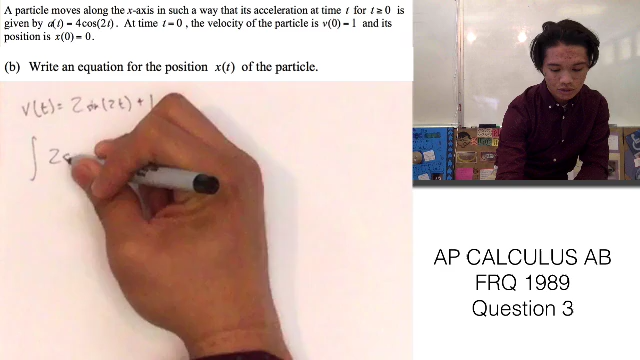 A particle moves along the x-axis in such a way that its acceleration at time t for t ≥ 0 is
given by a(t) = 4cos(2t). At time t = 0, the velocity of the particle is v(0) = 1 and its
position is x(0) = 0.
(b) Write an equation for the position x(t) of the particle.
v(t) = 2 sin(2t) + 1
∫ 2s
AP CALCULUS AB
FRQ 1989
Question 3